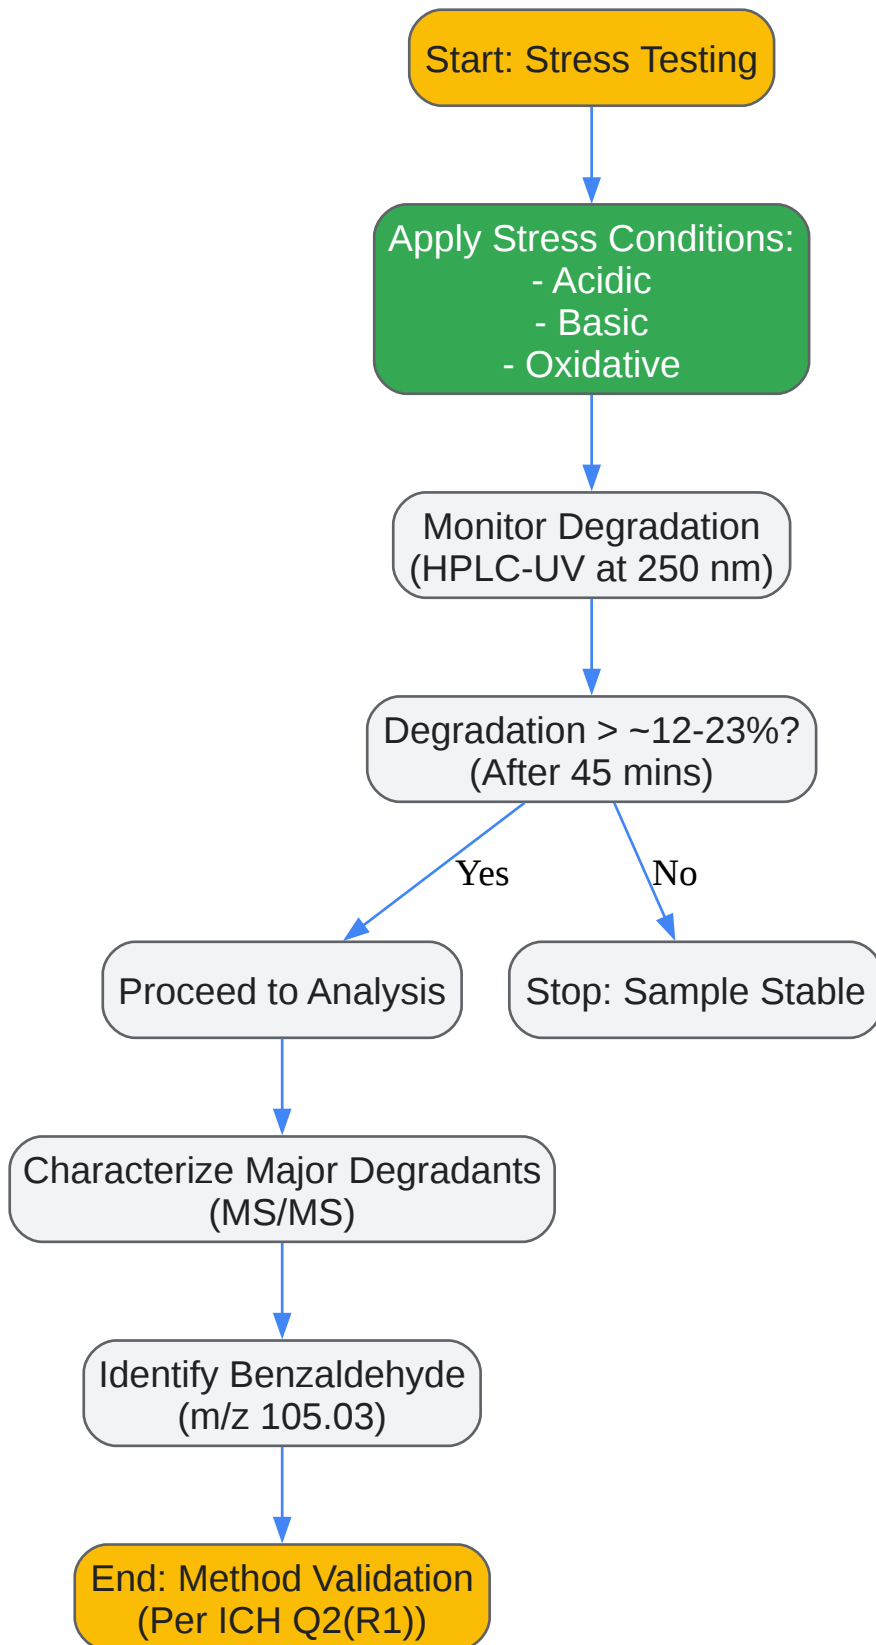 Start: Stress Testing
Apply Stress Conditions:
- Acidic
- Basic
- Oxidative
Monitor Degradation
(HPLC-UV at 250 nm)
Degradation > ~12-23%?
(After 45 mins)
Yes
No
Proceed to Analysis
Stop: Sample Stable
Characterize Major Degradants
(MS/MS)
Identify Benzaldehyde
(m/z 105.03)
End: Method Validation
(Per ICH Q2(R1))